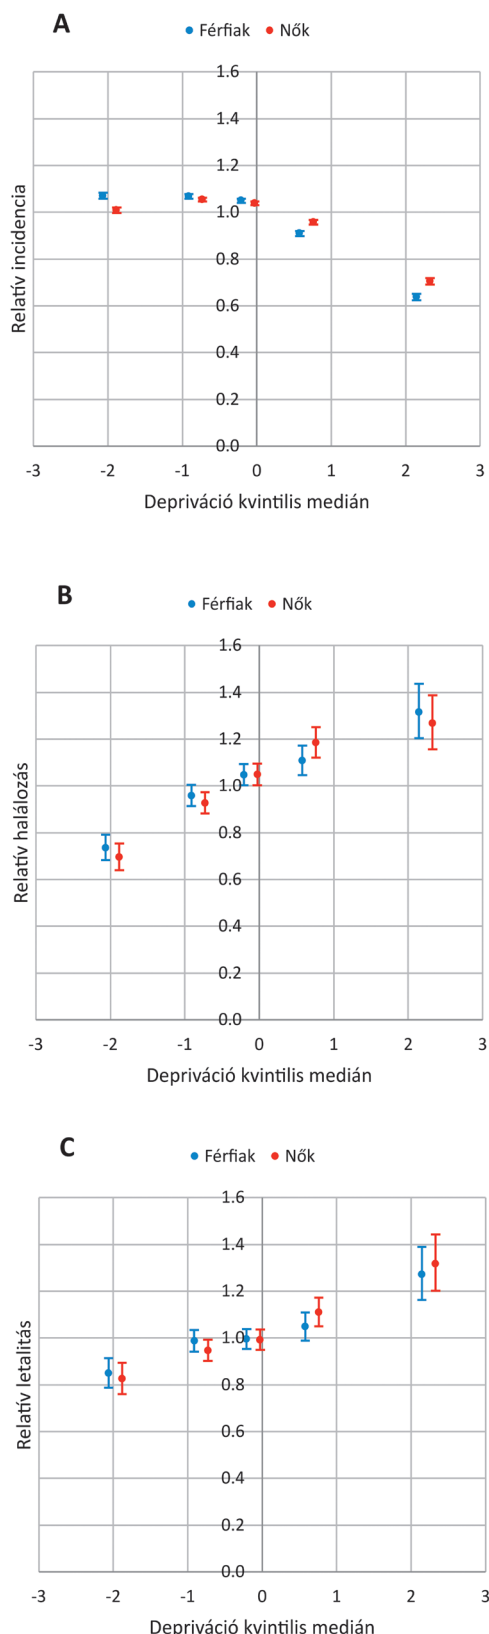 A
Férfiak Nők
1.6
1.4
1.2
1.0
0.8
0.6
0.4
0.2
0.0
Relatív incidencia
-3 -2 -1 0 1 2 3
Depriváció kvintilis medián
B
Férfiak Nők
1.6
1.4
1.2
1.0
0.8
0.6
0.4
0.2
0.0
Relatív halálozás
-3 -2 -1 0 1 2 3
Depriváció kvintilis medián
C
Férfiak Nők
1.6
1.4
1.2
1.0
0.8
0.6
0.4
0.2
0.0
Relatív letalitás
-3 -2 -1 0 1 2 3
Depriváció kvintilis medián